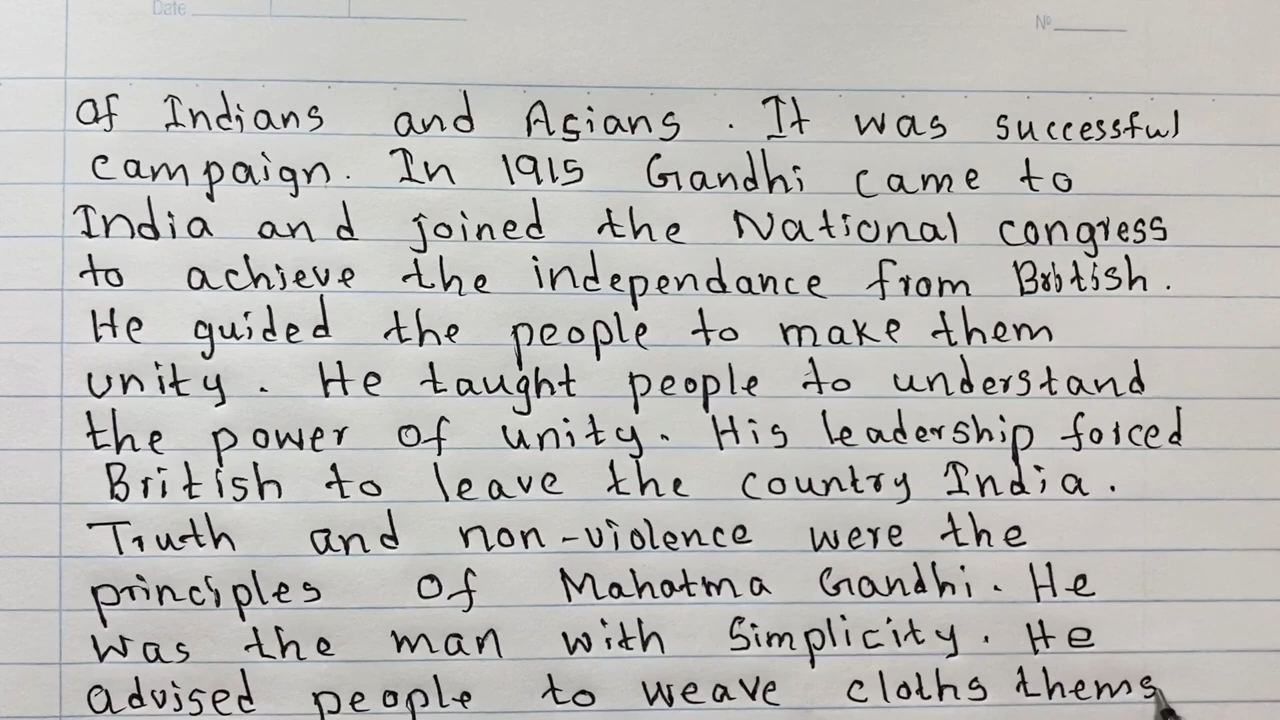 Date
Nº
of Indians and Asians. It was successful
campaign. In 1915 Gandhi came to
India and joined the National congress
to achieve the independance from British.
He guided the people to make them
unity. He taught people to understand
the power of unity. His leadership forced
British to leave the country India.
Truth and non-violence were the
principles of Mahatma Gandhi. He
was the man with Simplicity. He
advised people to weave cloths thems